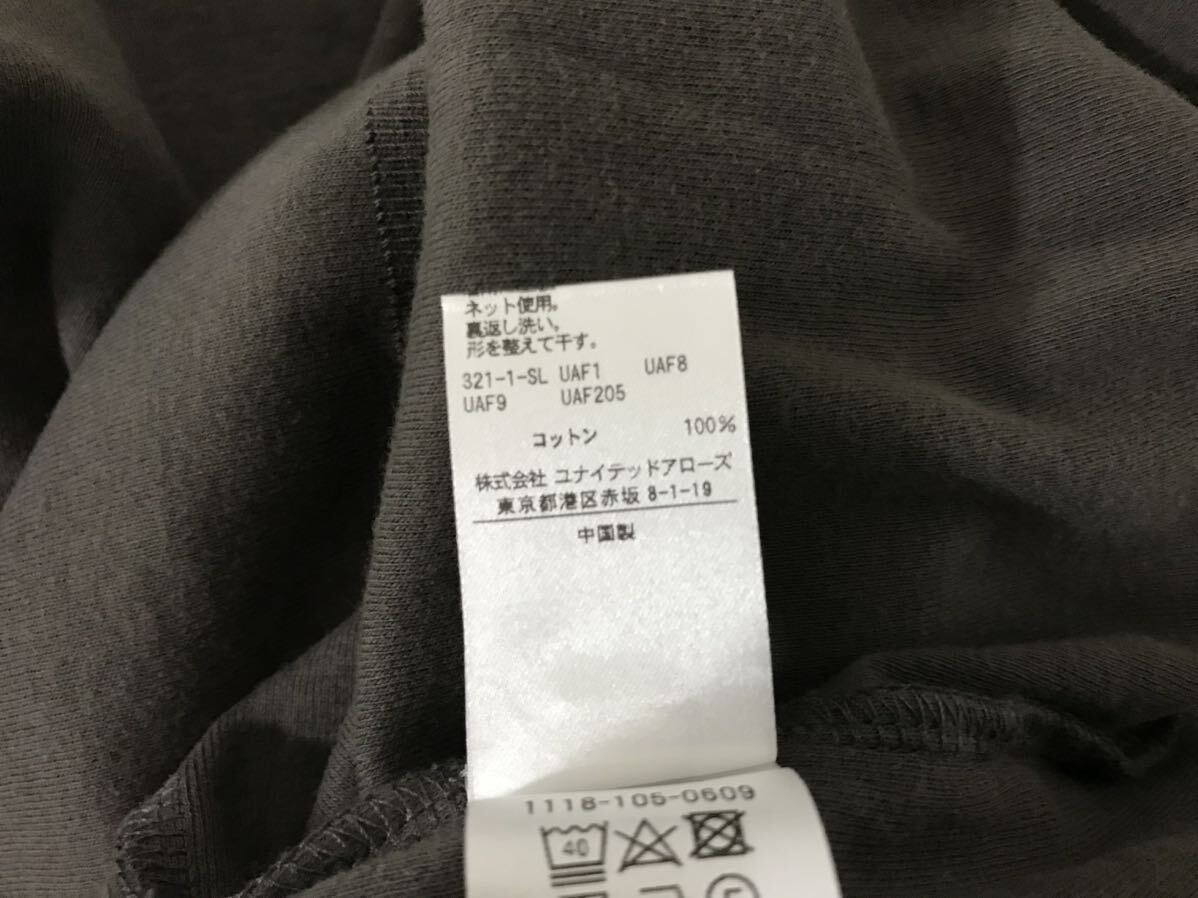 ネット使用。
裏返し洗い。
形を整えて干す。
321-1-SL UAF1 UAF8
UAF9 UAF205
コットン 100%
株式会社 ユナイテッドアローズ
東京都港区赤坂 8-1-19
中国製
1118-105-0609
40